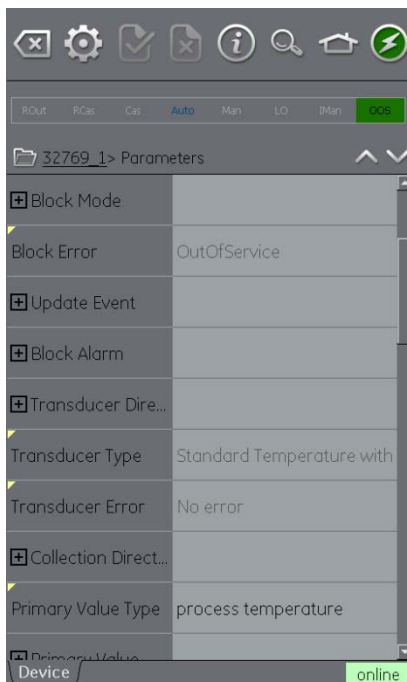 ROut RCas Cas Auto Man LO IMan OOS
32769_1> Parameters
Block Mode
Block Error OutOfService
Update Event
Block Alarm
Transducer Dire...
Transducer Type Standard Temperature with
Transducer Error No error
Collection Direct...
Primary Value Type process temperature
Primary Value
Device online